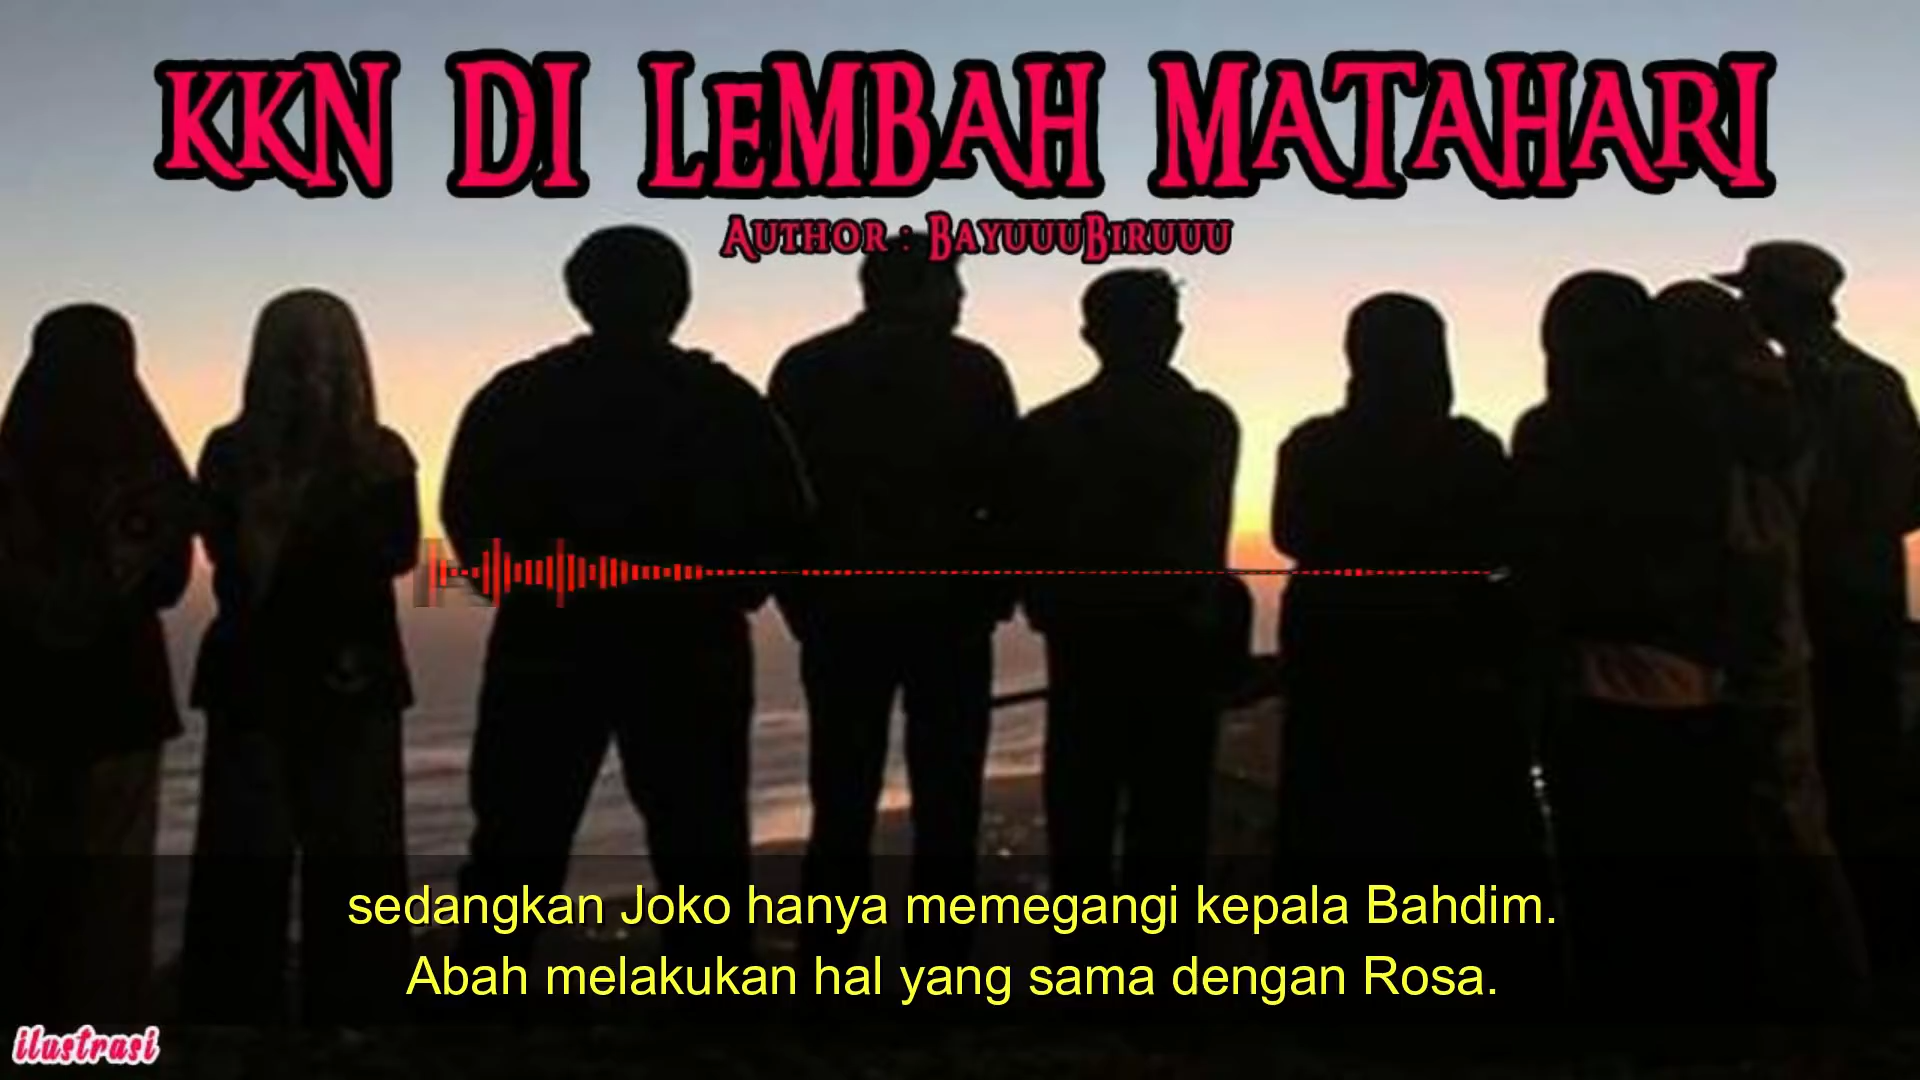 KKN DI LeMBAH MATAHARI
AUTHOR : BAYUUUBIRUUU
sedangkan Joko hanya memegangi kepala Bahdim.
Abah melakukan hal yang sama dengan Rosa.
ilustrasi